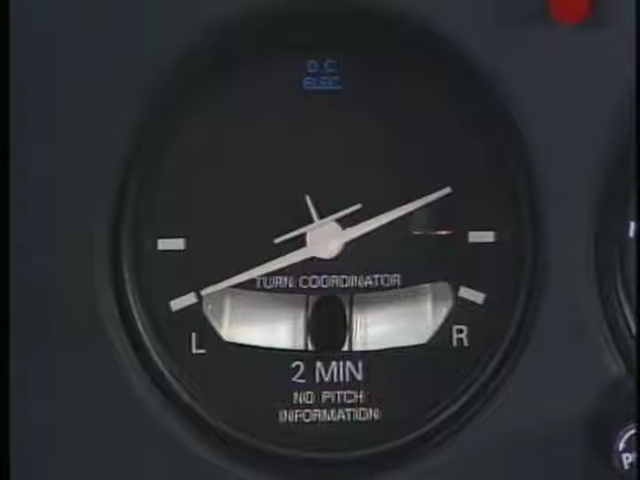 D.C.
ELEC.
TURN COORDINATOR
L
R
2 MIN
NO PITCH
INFORMATION